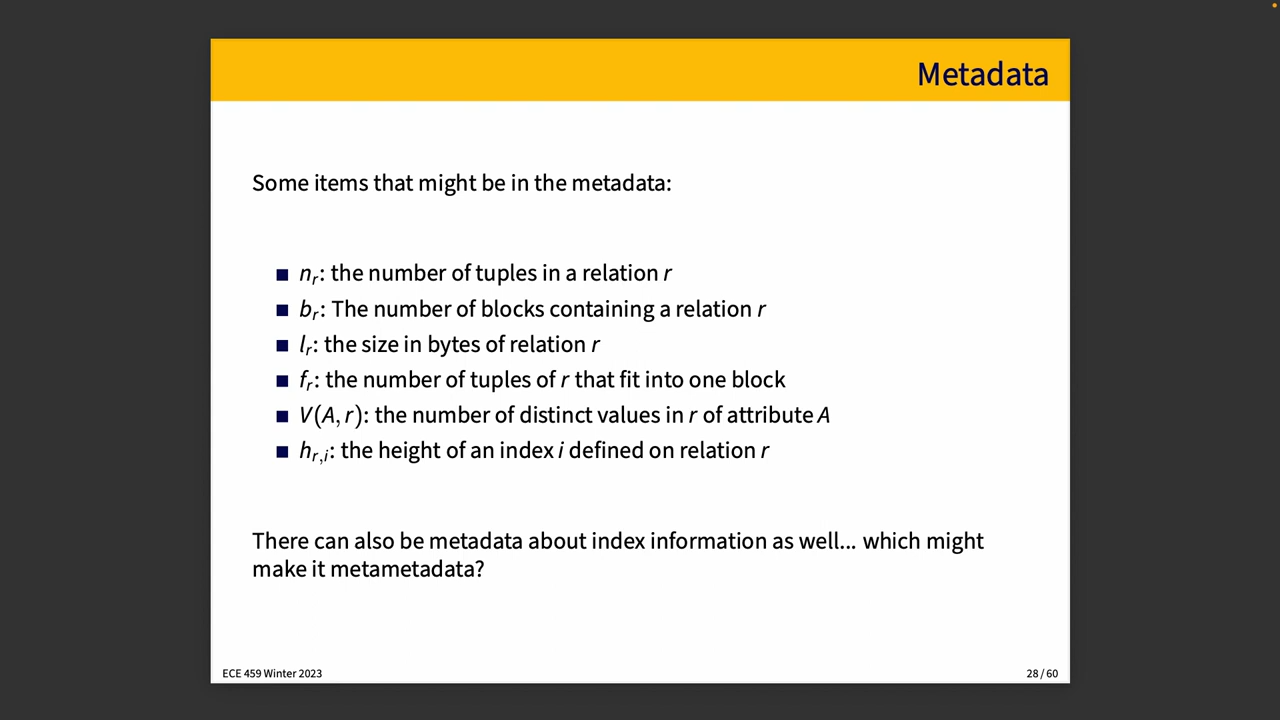 Metadata
Some items that might be in the metadata:
■ nᵣ: the number of tuples in a relation r
■ bᵣ: The number of blocks containing a relation r
■ lᵣ: the size in bytes of relation r
■ fᵣ: the number of tuples of r that fit into one block
■ V(A, r): the number of distinct values in r of attribute A
■ hᵣ,ᵢ: the height of an index i defined on relation r
There can also be metadata about index information as well... which might
make it metametadata?
ECE 459 Winter 2023
28 / 60